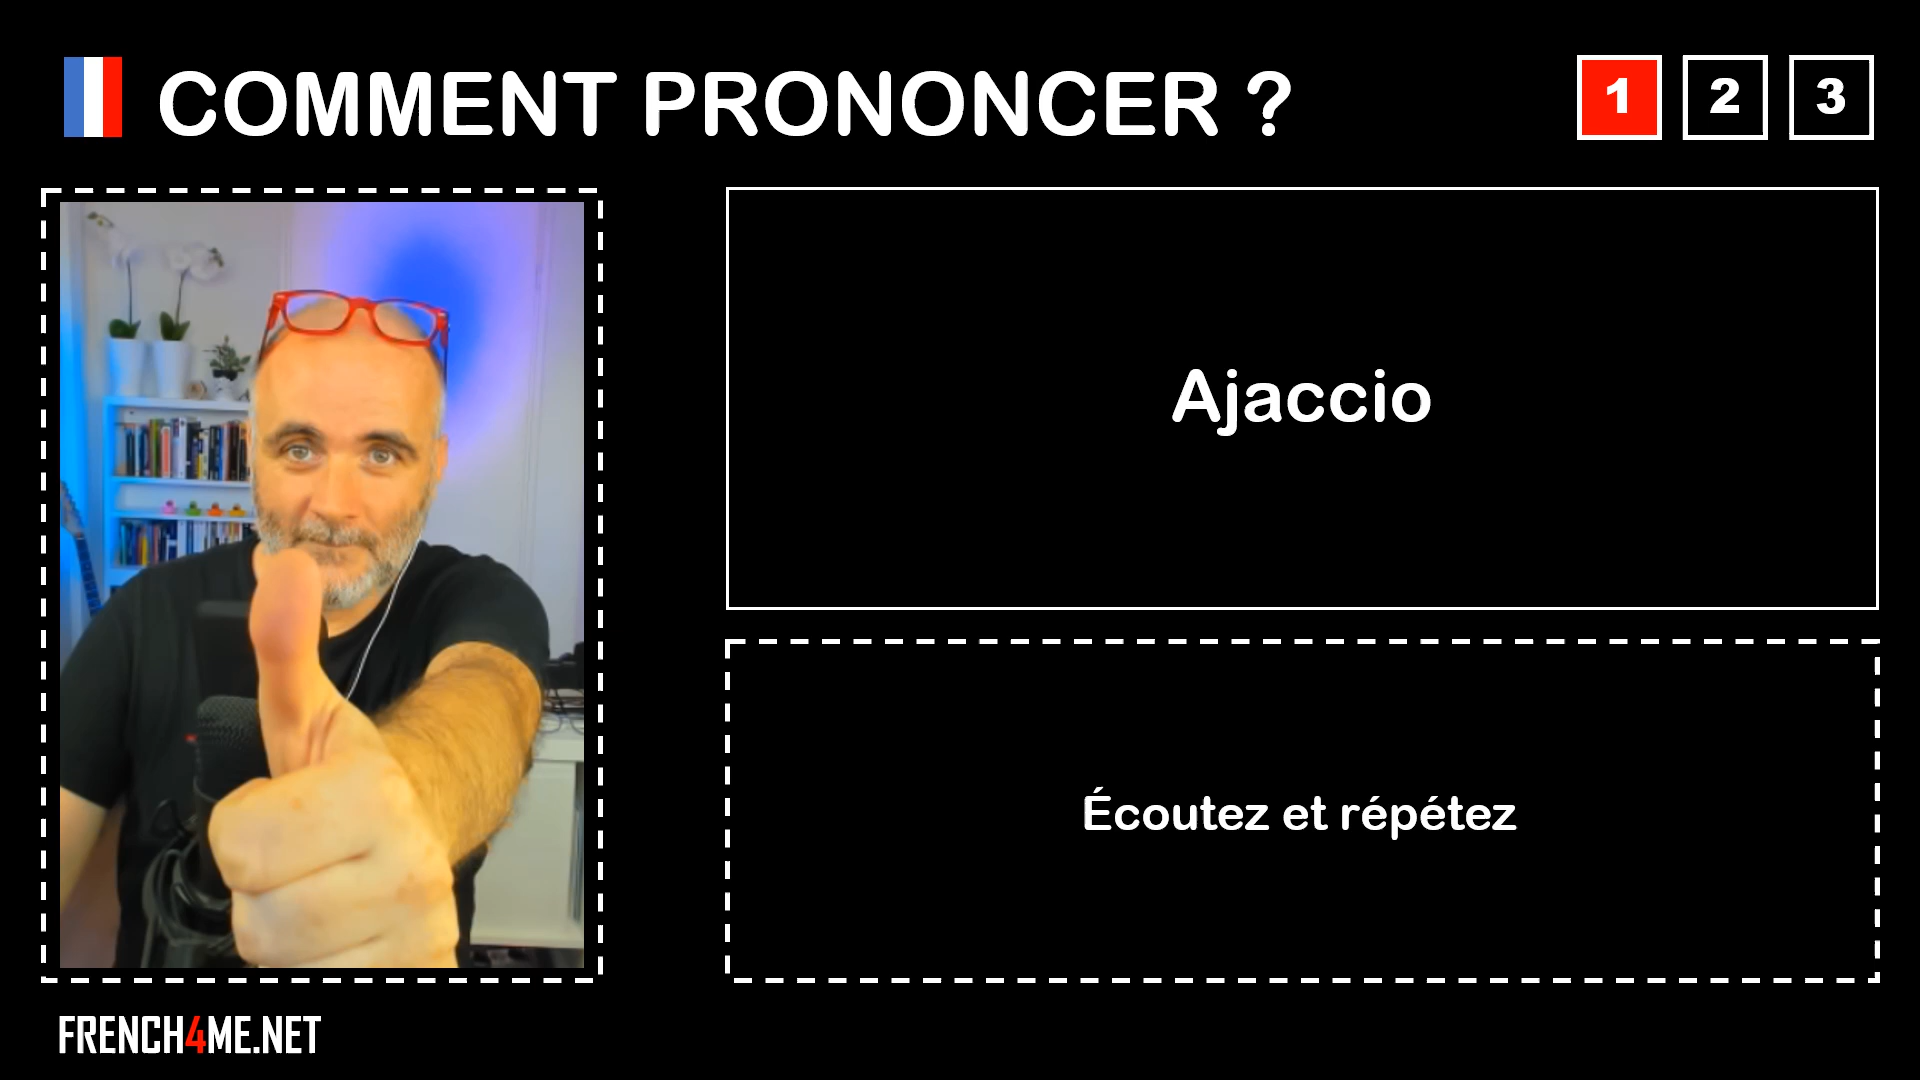 COMMENT PRONONCER ?
1 2 3
Ajaccio
Écoutez et répétez
FRENCH4ME.NET